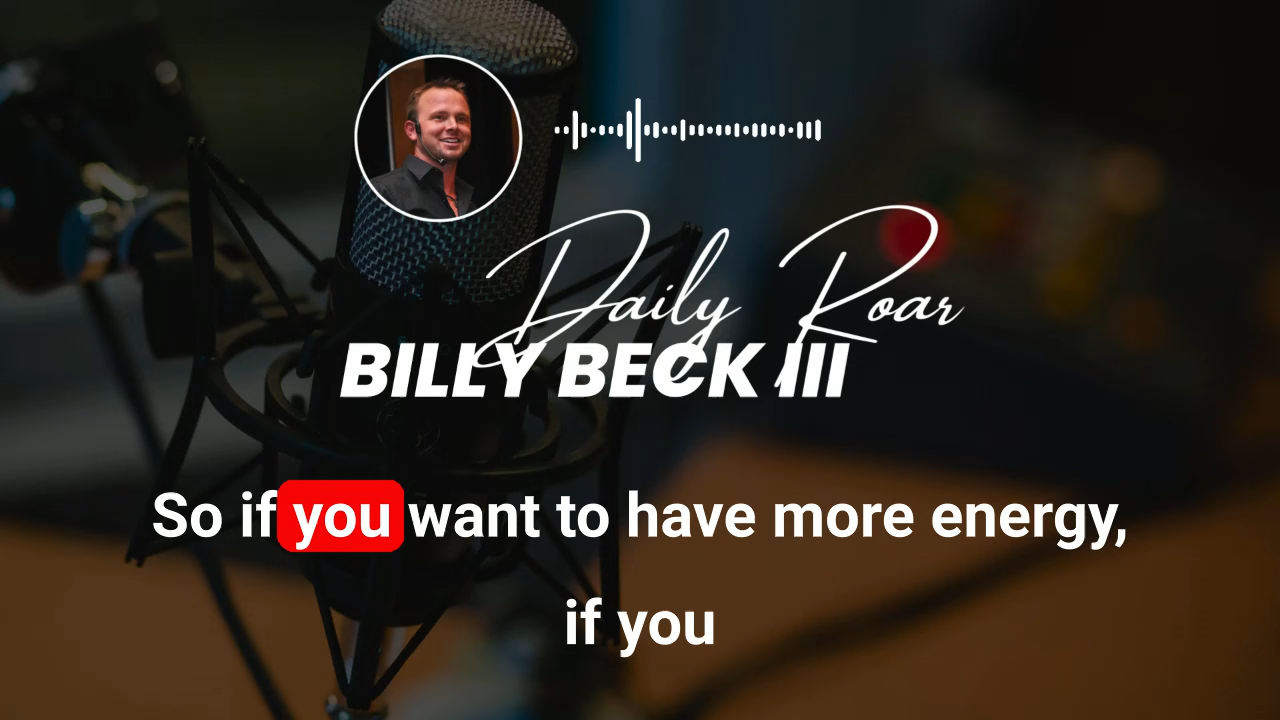 Daily Roar
BILLY BECK III
So if you want to have more energy,
if you